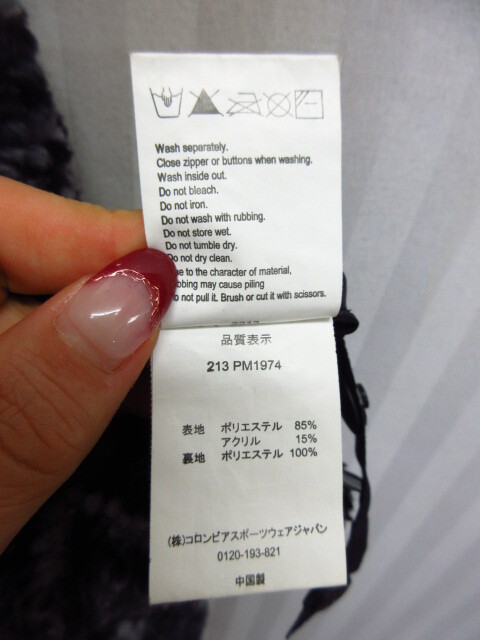 Wash separately.
Close zipper or buttons when washing.
Wash inside out.
Do not bleach.
Do not iron.
Do not wash with rubbing.
Do not store wet.
Do not tumble dry.
Do not dry clean.
to the character of material,
may cause piling
not pull it. Brush or cut it with scissors.
品質表示
213 PM1974
表地 ポリエステル 85%
アクリル 15%
裏地 ポリエステル 100%
(株)コロンビアスポーツウェアジャパン
0120-193-821
中国製